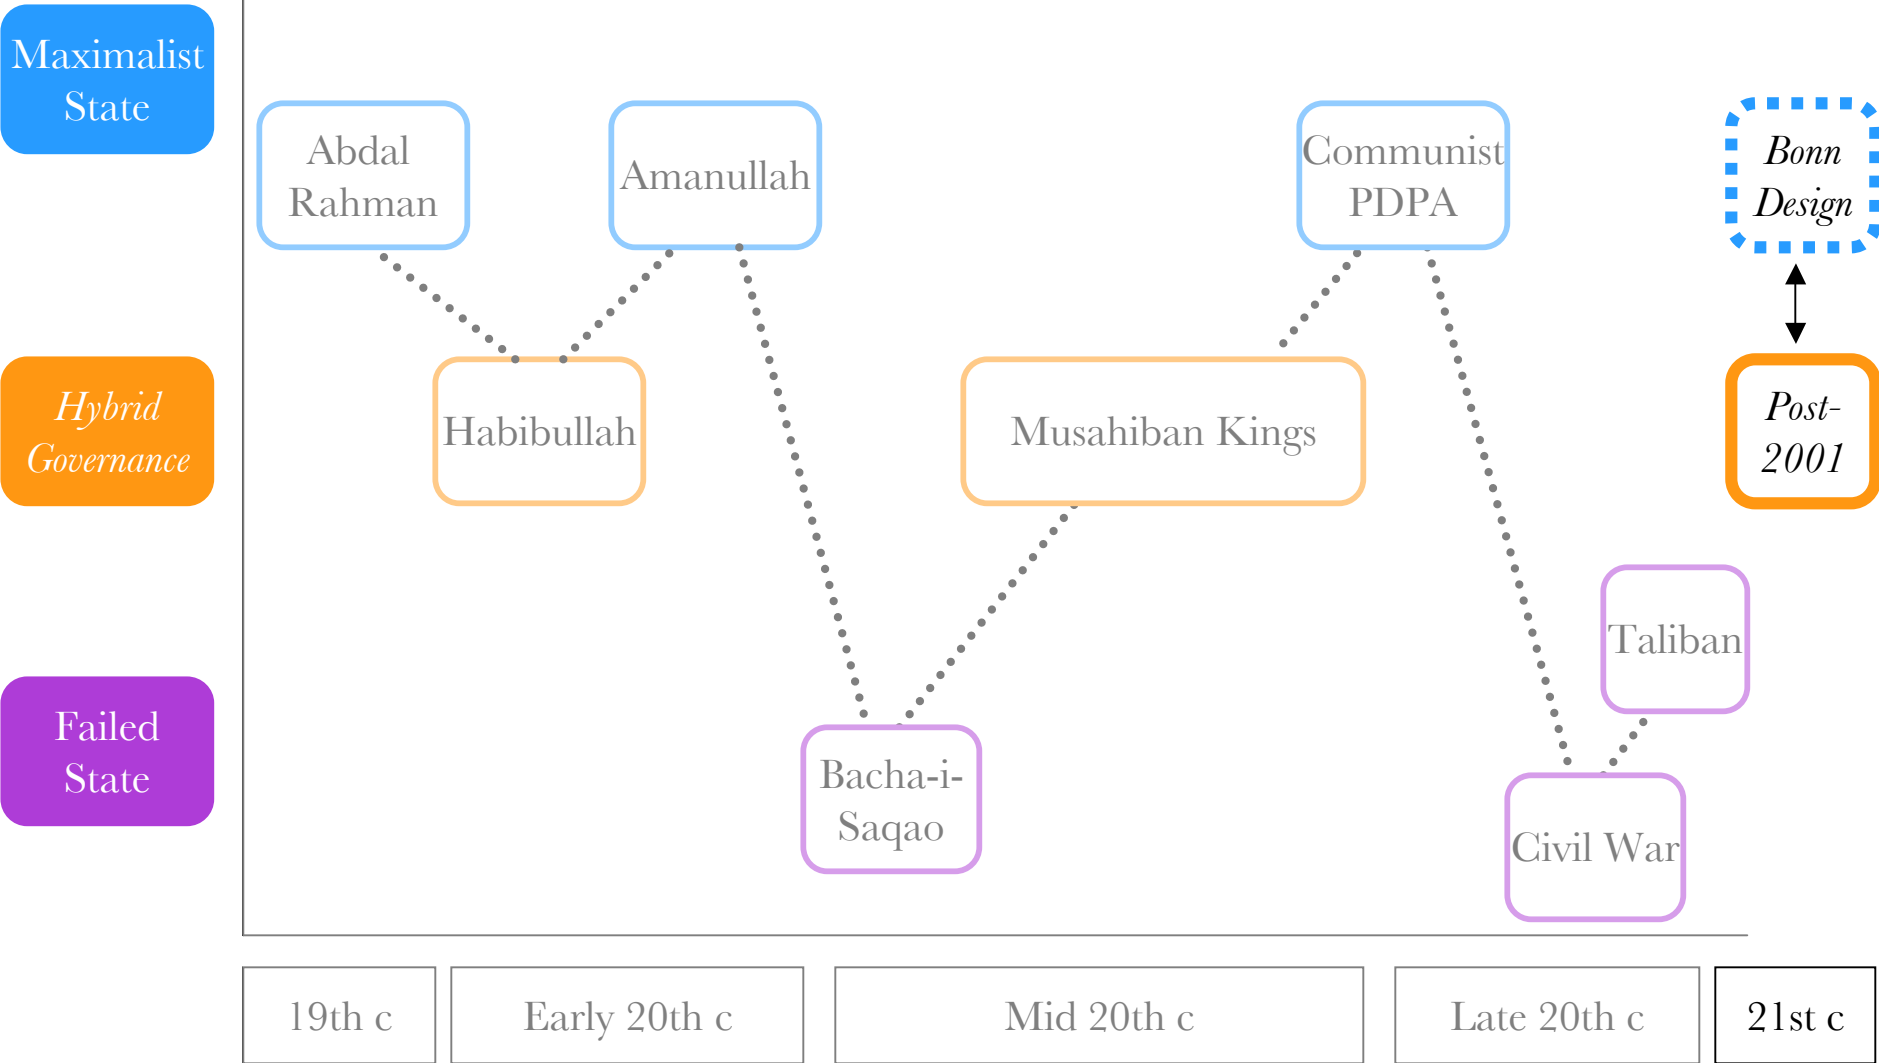 Maximalist
State
Abdal
Rahman
Amanullah
Communist
PDPA
Bonn
Design
Hybrid
Governance
Habibullah
Musahiban Kings
Post-
2001
Taliban
Failed
State
Bacha-i-
Saqao
Civil War
19th c
Early 20th c
Mid 20th c
Late 20th c
21st c